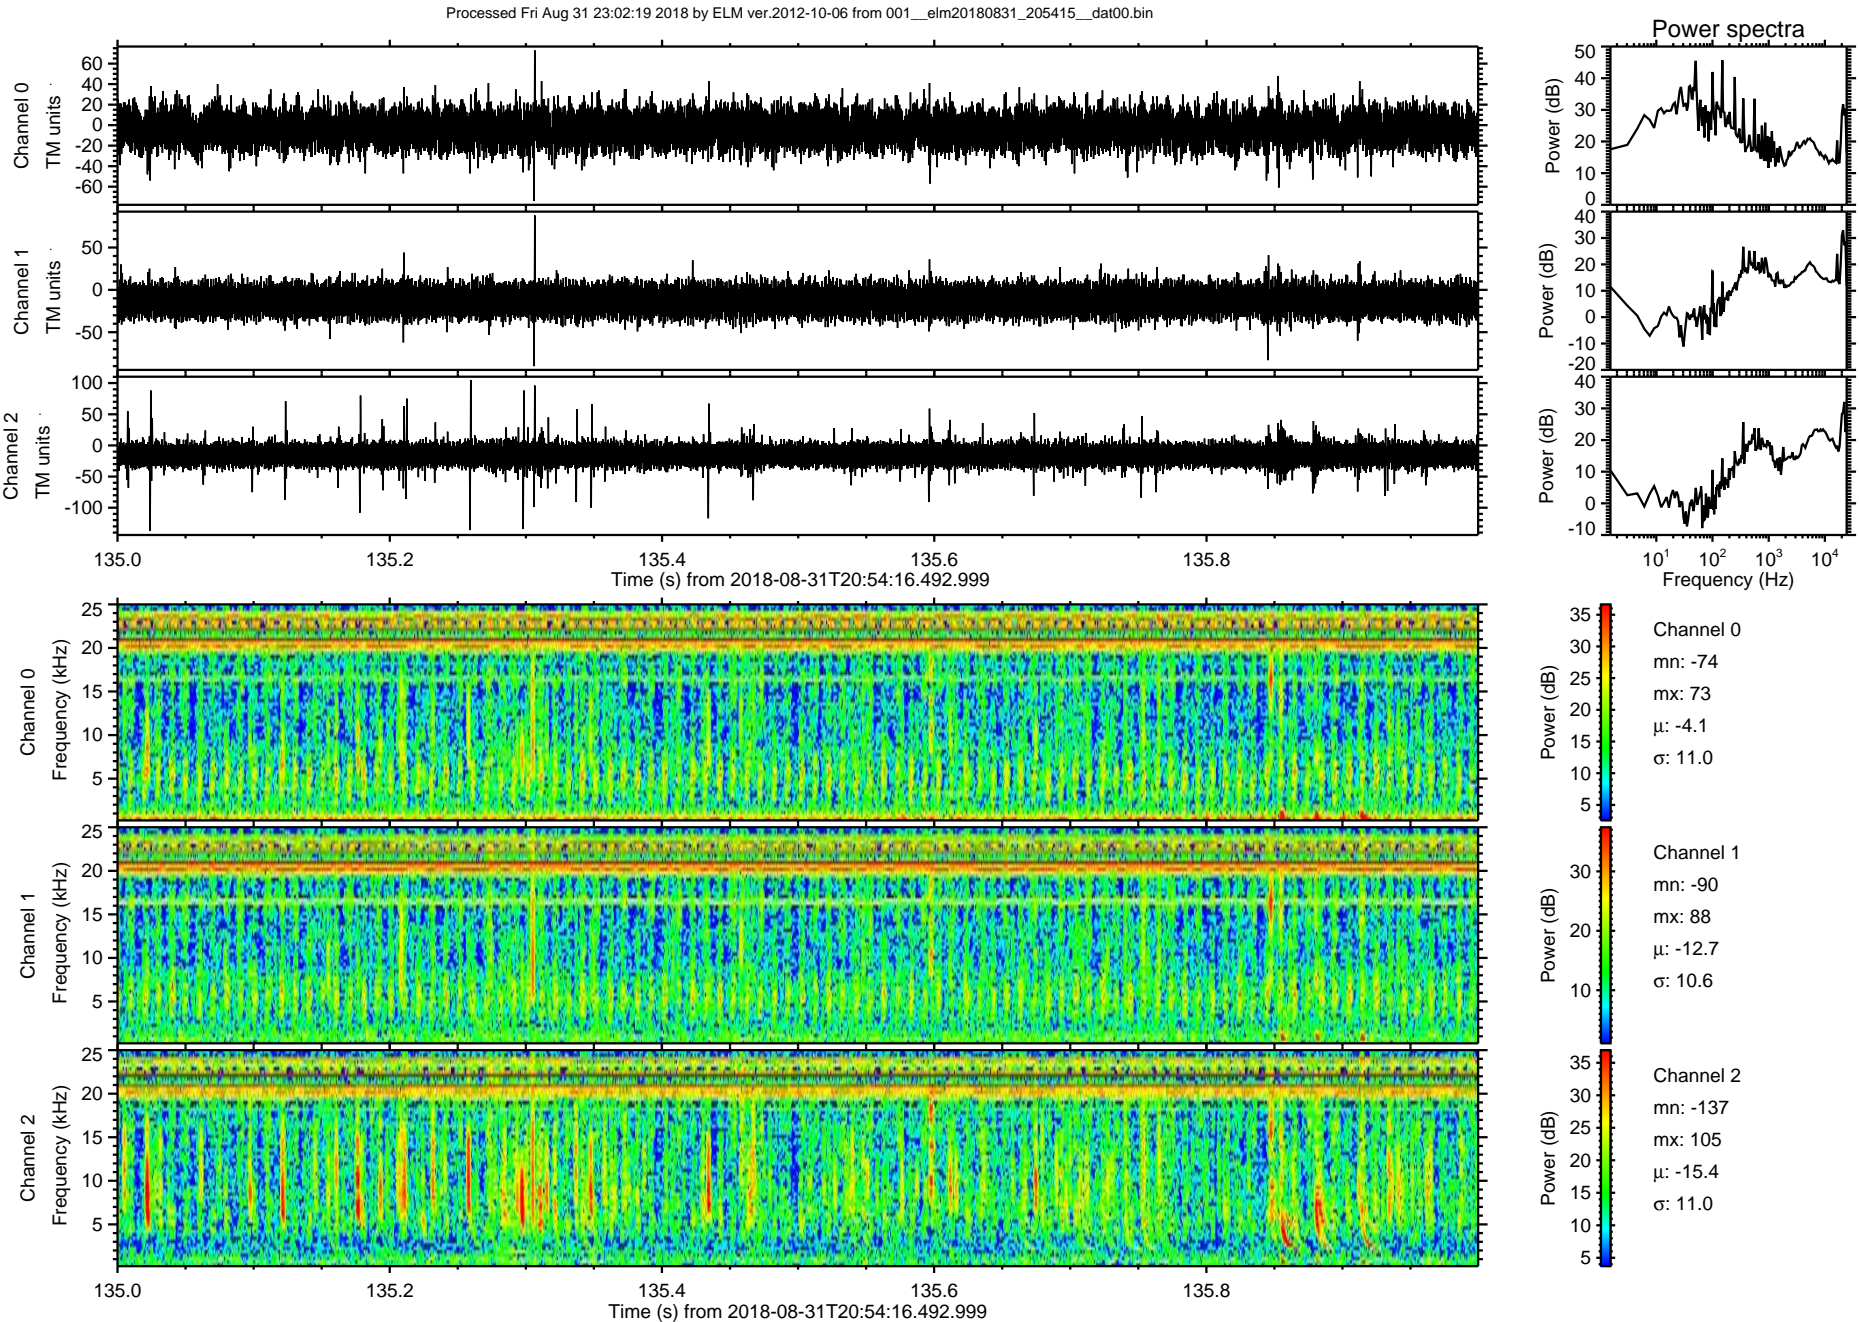 Processed Fri Aug 31 23:02:19 2018 by ELM ver.2012-10-06 from 001__elm20180831_205415__dat00.bin
Power spectra
Channel 0
TM units
60
40
20
0
-20
-40
-60
Power (dB)
50
40
30
20
10
0
Channel 1
TM units
50
0
-50
Power (dB)
40
30
20
10
0
-10
-20
Channel 2
TM units
100
50
0
-50
-100
Power (dB)
40
30
20
10
0
-10
135.0 135.2 135.4 135.6 135.8
Time (s) from 2018-08-31T20:54:16.492.999
10^1 10^2 10^3 10^4
Frequency (Hz)
Channel 0
Frequency (kHz)
25
20
15
10
5
Power (dB)
35
30
25
20
15
10
5
Channel 0
mn: -74
mx: 73
μ: -4.1
σ: 11.0
Channel 1
Frequency (kHz)
25
20
15
10
5
Power (dB)
30
20
10
Channel 1
mn: -90
mx: 88
μ: -12.7
σ: 10.6
Channel 2
Frequency (kHz)
25
20
15
10
5
Power (dB)
35
30
25
20
15
10
5
Channel 2
mn: -137
mx: 105
μ: -15.4
σ: 11.0
135.0 135.2 135.4 135.6 135.8
Time (s) from 2018-08-31T20:54:16.492.999